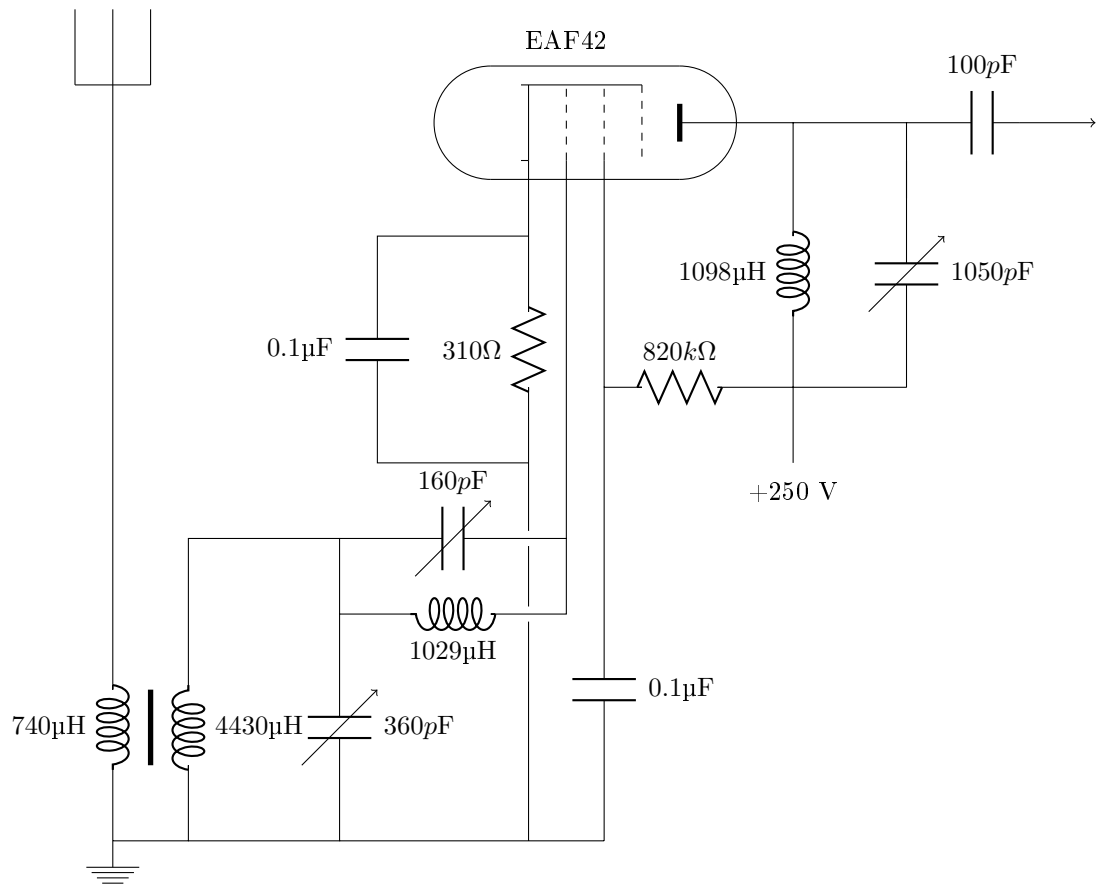 EAF42
100pF
1098µH
1050pF
0.1µF
310Ω
820kΩ
160pF
+250 V
1029µH
0.1µF
740µH
4430µH
360pF